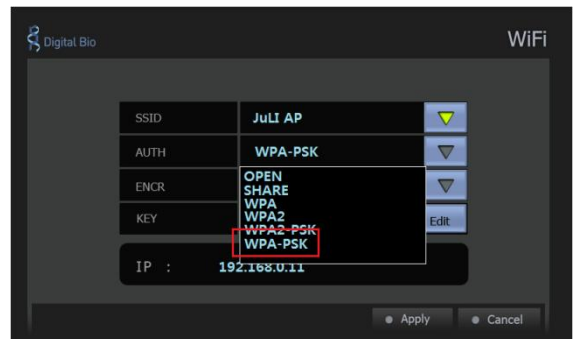 Digital Bio
WiFi
SSID JuLI AP
AUTH WPA-PSK
ENCR
KEY Edit
OPEN
SHARE
WPA
WPA2
WPA2-PSK
WPA-PSK
IP : 192.168.0.11
Apply Cancel